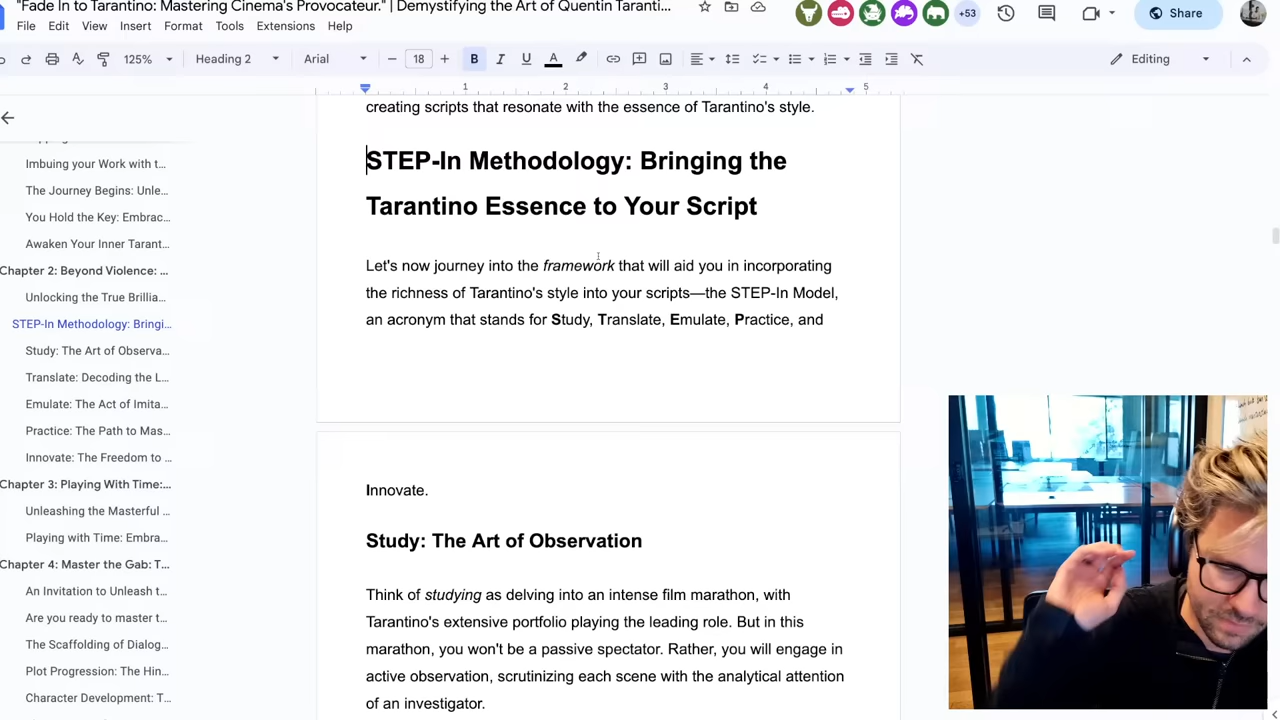 "Fade In to Tarantino: Mastering Cinema's Provocateur." | Demystifying the Art of Quentin Taranti...
+53
Share
File Edit View Insert Format Tools Extensions Help
125% Heading 2 Arial 18 B I U A Editing
1 2 3 4 5
Imbuing your Work with t...
The Journey Begins: Unle...
You Hold the Key: Embrac...
Awaken Your Inner Tarant...
Chapter 2: Beyond Violence: ...
Unlocking the True Brillia...
STEP-In Methodology: Bringi...
Study: The Art of Observa...
Translate: Decoding the L...
Emulate: The Act of Imita...
Practice: The Path to Mas...
Innovate: The Freedom to ...
Chapter 3: Playing With Time:...
Unleashing the Masterful ...
Playing with Time: Embra...
Chapter 4: Master the Gab: T...
An Invitation to Unleash t...
Are you ready to master t...
The Scaffolding of Dialog...
Plot Progression: The Hin...
Character Development: T...
creating scripts that resonate with the essence of Tarantino's style.
STEP-In Methodology: Bringing the
Tarantino Essence to Your Script
Let's now journey into the framework that will aid you in incorporating
the richness of Tarantino's style into your scripts—the STEP-In Model,
an acronym that stands for Study, Translate, Emulate, Practice, and
Innovate.
Study: The Art of Observation
Think of studying as delving into an intense film marathon, with
Tarantino's extensive portfolio playing the leading role. But in this
marathon, you won't be a passive spectator. Rather, you will engage in
active observation, scrutinizing each scene with the analytical attention
of an investigator.